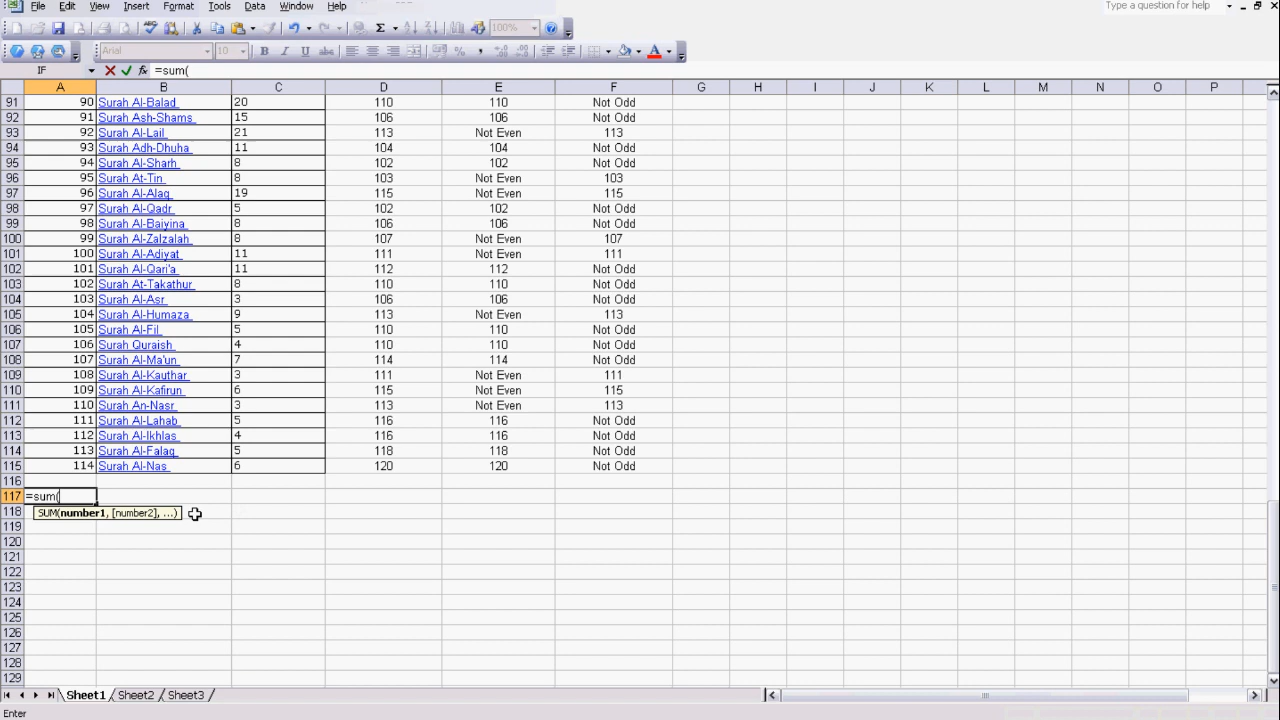 File Edit View Insert Format Tools Data Window Help Type a question for help
100%
Arial 10 B I U abc % , A
IF fx =sum(
A B C D E F G H I J K L M N O P
91 90 Surah Al-Balad 20 110 110 Not Odd
92 91 Surah Ash-Shams 15 106 106 Not Odd
93 92 Surah Al-Lail 21 113 Not Even 113
94 93 Surah Adh-Dhuha 11 104 104 Not Odd
95 94 Surah Al-Sharh 8 102 102 Not Odd
96 95 Surah At-Tin 8 103 Not Even 103
97 96 Surah Al-Alaq 19 115 Not Even 115
98 97 Surah Al-Qadr 5 102 102 Not Odd
99 98 Surah Al-Baiyina 8 106 106 Not Odd
100 99 Surah Al-Zalzalah 8 107 Not Even 107
101 100 Surah Al-Adiyat 11 111 Not Even 111
102 101 Surah Al-Qari'a 11 112 112 Not Odd
103 102 Surah At-Takathur 8 110 110 Not Odd
104 103 Surah Al-Asr 3 106 106 Not Odd
105 104 Surah Al-Humaza 9 113 Not Even 113
106 105 Surah Al-Fil 5 110 110 Not Odd
107 106 Surah Quraish 4 110 110 Not Odd
108 107 Surah Al-Ma'un 7 114 114 Not Odd
109 108 Surah Al-Kauthar 3 111 Not Even 111
110 109 Surah Al-Kafirun 6 115 Not Even 115
111 110 Surah An-Nasr 3 113 Not Even 113
112 111 Surah Al-Lahab 5 116 116 Not Odd
113 112 Surah Al-Ikhlas 4 116 116 Not Odd
114 113 Surah Al-Falaq 5 118 118 Not Odd
115 114 Surah Al-Nas 6 120 120 Not Odd
116
117 =sum(
118 SUM(number1, [number2], ...)
119
120
121
122
123
124
125
126
127
128
129
Sheet1 Sheet2 Sheet3
Enter